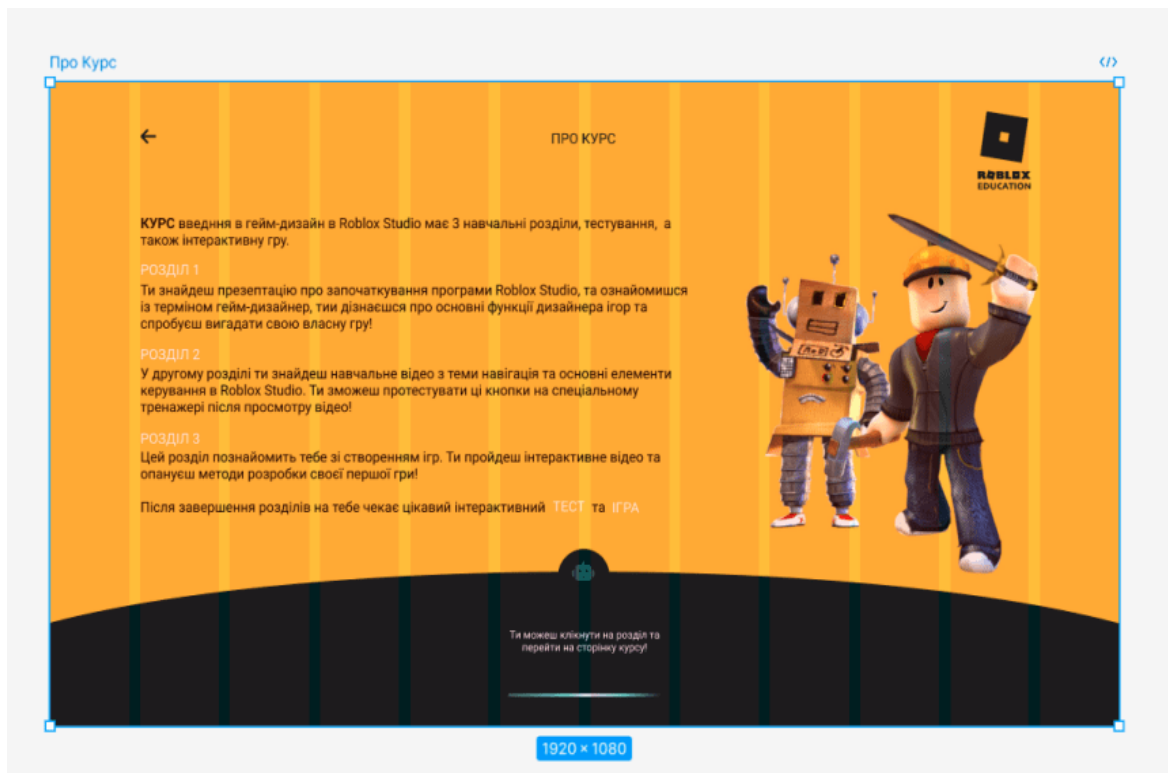 Про Курс
</>
ПРО КУРС
RŌBLOX
EDUCATION
КУРС введння в гейм-дизайн в Roblox Studio має 3 навчальні розділи, тестування, а
також інтерактивну гру.
РОЗДІЛ 1
Ти знайдеш презептацію про започаткування програми Roblox Studio, та ознайомишся
із терміном гейм-дизайнер, тии дізнаєшся про основні функції дизайнера ігор та
спробуєш вигадати свою власну гру!
РОЗДІЛ 2
У другому розділі ти знайдеш навчальне відео з теми навігація та основні елементи
керування в Roblox Studio. Ти зможеш протестувати ці кнопки на спеціальному
тренажері після просмотру відео!
РОЗДІЛ 3
Цей розділ познайомить тебе зі створенням ігр. Ти пройдеш інтерактивне відео та
опануєш методи розробки своєї першої гри!
Після завершення розділів на тебе чекає цікавий інтерактивний ТЕСТ та ІГРА
Ти можеш клікнути на розділ та
перейти на сторінку курсу!
1920 × 1080